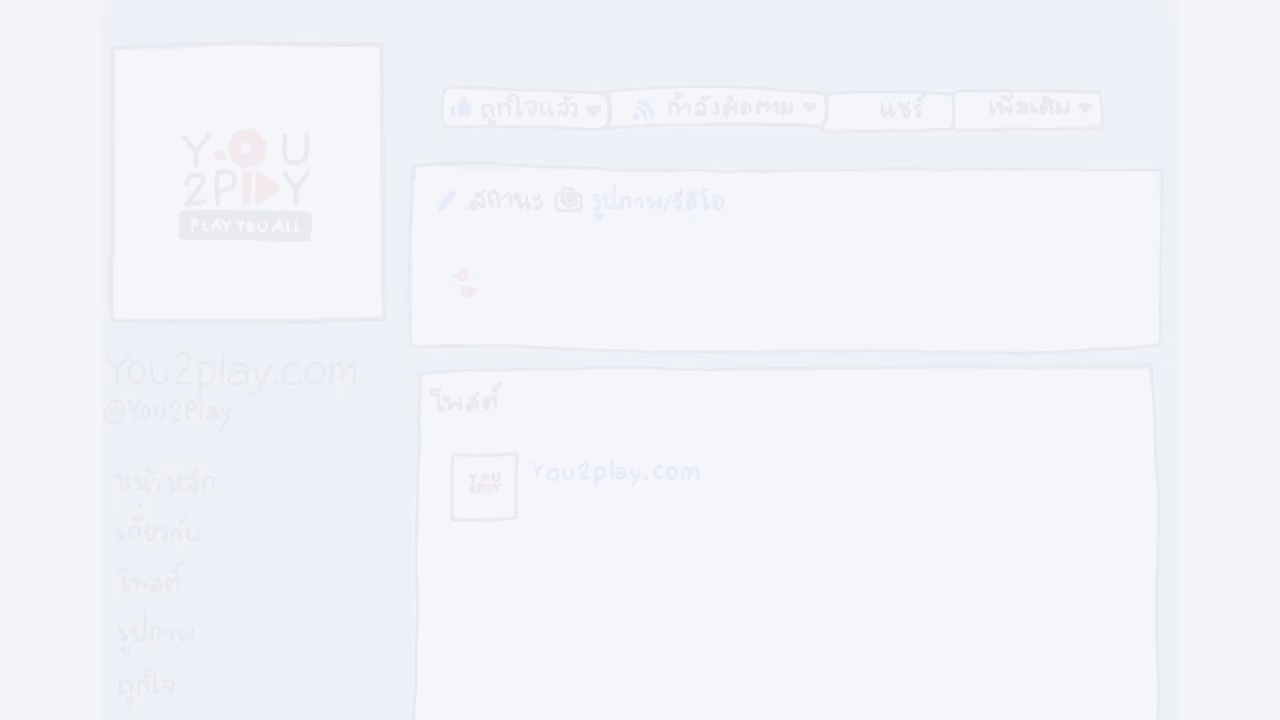 Y●U
2PL▶Y
PLAY YOU ALL
ถูกใจแล้ว กำลังติดตาม แชร์ เพิ่มเติม
สถานะ รูปภาพ/วีดีโอ
You2play.com
@You2Play
หน้าหลัก
เกี่ยวกับ
โพสต์
รูปภาพ
ถูกใจ
โพสต์
You2play.com